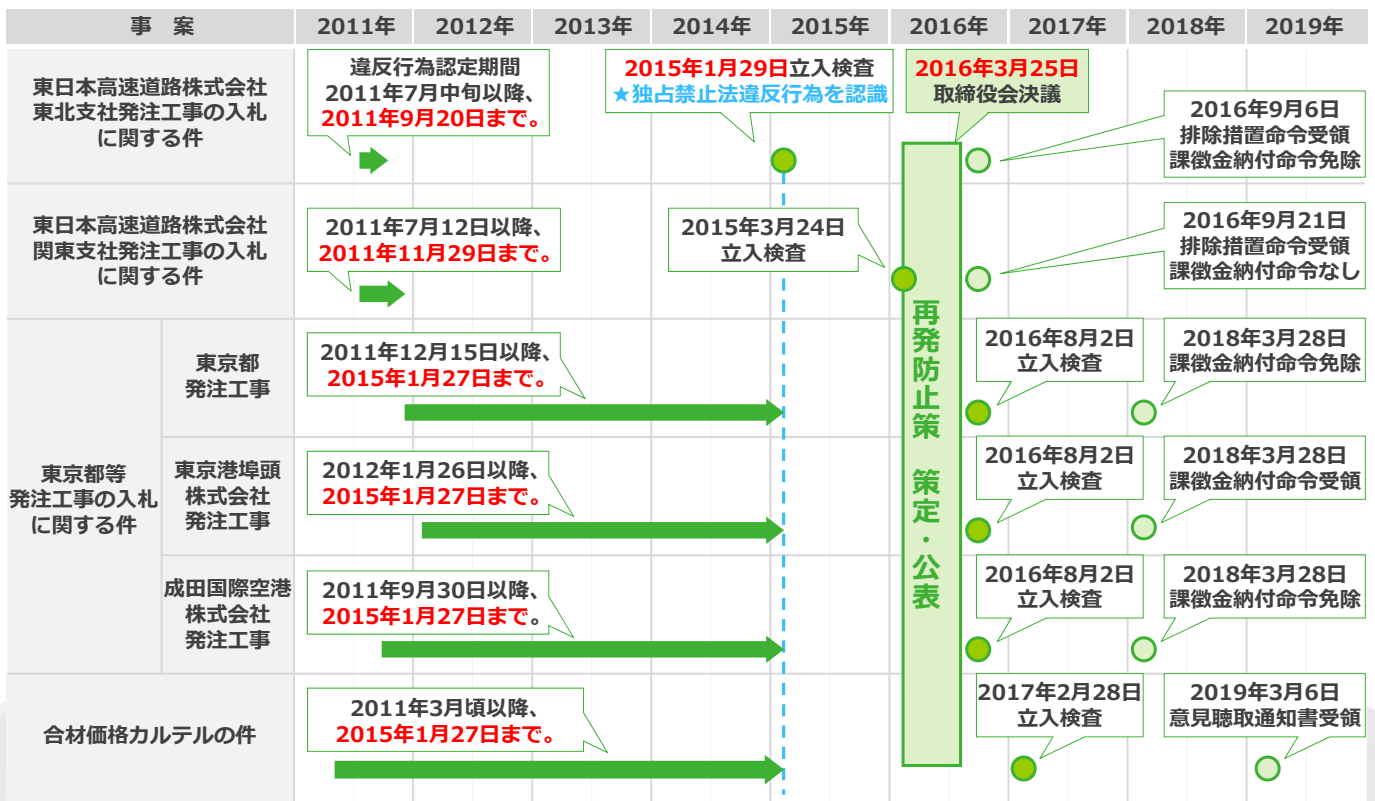 事 案
2011年
2012年
2013年
2014年
2015年
2016年
2017年
2018年
2019年
東日本高速道路株式会社
東北支社発注工事の入札
に関する件
違反行為認定期間
2011年7月中旬以降、
2011年9月20日まで。
2015年1月29日立入検査
★独占禁止法違反行為を認識
2016年3月25日
取締役会決議
2016年9月6日
排除措置命令受領
課徴金納付命令免除
東日本高速道路株式会社
関東支社発注工事の入札
に関する件
2011年7月12日以降、
2011年11月29日まで。
2015年3月24日
立入検査
2016年9月21日
排除措置命令受領
課徴金納付命令なし
再発防止策 策定・公表
東京都等
発注工事の入札
に関する件
東京都
発注工事
2011年12月15日以降、
2015年1月27日まで。
2016年8月2日
立入検査
2018年3月28日
課徴金納付命令免除
東京港埠頭
株式会社
発注工事
2012年1月26日以降、
2015年1月27日まで。
2016年8月2日
立入検査
2018年3月28日
課徴金納付命令受領
成田国際空港
株式会社
発注工事
2011年9月30日以降、
2015年1月27日まで。
2016年8月2日
立入検査
2018年3月28日
課徴金納付命令免除
合材価格カルテルの件
2011年3月頃以降、
2015年1月27日まで。
2017年2月28日
立入検査
2019年3月6日
意見聴取通知書受領